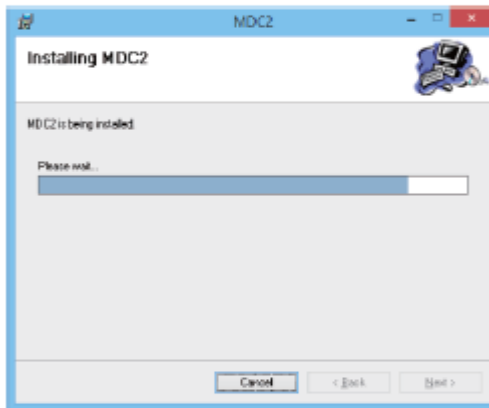 MDC2
Installing MDC2
MDC2 is being installed.
Please wait...
Cancel
< Back
Next >